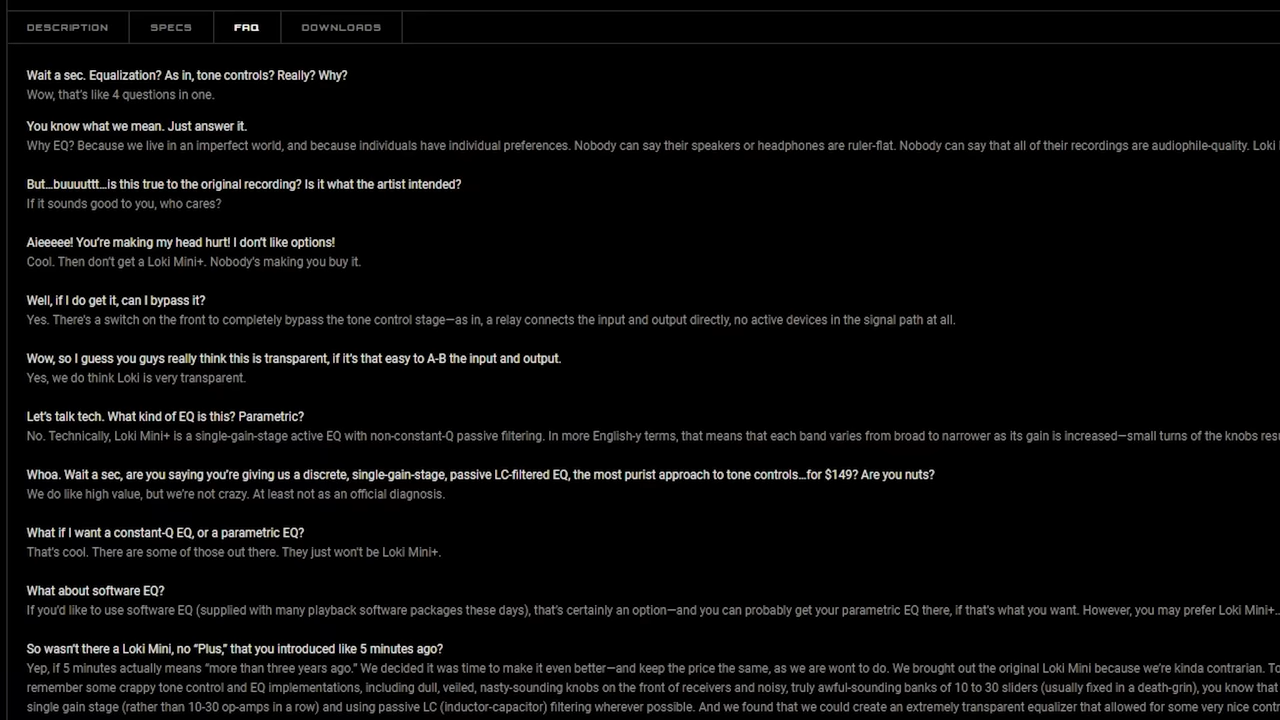 DESCRIPTION SPECS FAQ DOWNLOADS
Wait a sec. Equalization? As in, tone controls? Really? Why?
Wow, that's like 4 questions in one.
You know what we mean. Just answer it.
Why EQ? Because we live in an imperfect world, and because individuals have individual preferences. Nobody can say their speakers or headphones are ruler-flat. Nobody can say that all of their recordings are audiophile-quality. Loki
But…buuuuttt…is this true to the original recording? Is it what the artist intended?
If it sounds good to you, who cares?
Aieeeee! You're making my head hurt! I don't like options!
Cool. Then don't get a Loki Mini+. Nobody's making you buy it.
Well, if I do get it, can I bypass it?
Yes. There's a switch on the front to completely bypass the tone control stage—as in, a relay connects the input and output directly, no active devices in the signal path at all.
Wow, so I guess you guys really think this is transparent, if it's that easy to A-B the input and output.
Yes, we do think Loki is very transparent.
Let's talk tech. What kind of EQ is this? Parametric?
No. Technically, Loki Mini+ is a single-gain-stage active EQ with non-constant-Q passive filtering. In more English-y terms, that means that each band varies from broad to narrower as its gain is increased—small turns of the knobs
Whoa. Wait a sec, are you saying you're giving us a discrete, single-gain-stage, passive LC-filtered EQ, the most purist approach to tone controls…for $149? Are you nuts?
We do like high value, but we're not crazy. At least not as an official diagnosis.
What if I want a constant-Q EQ, or a parametric EQ?
That's cool. There are some of those out there. They just won't be Loki Mini+.
What about software EQ?
If you'd like to use software EQ (supplied with many playback software packages these days), that's certainly an option—and you can probably get your parametric EQ there, if that's what you want. However, you may prefer Loki Mini+
So wasn't there a Loki Mini, no “Plus,” that you introduced like 5 minutes ago?
Yep, if 5 minutes actually means “more than three years ago.” We decided it was time to make it even better—and keep the price the same, as we are wont to do. We brought out the original Loki Mini because we're kinda contrarian.
remember some crappy tone control and EQ implementations, including dull, veiled, nasty-sounding knobs on the front of receivers and noisy, truly awful-sounding banks of 10 to 30 sliders (usually fixed in a death-grin), you know that
single gain stage (rather than 10-30 op-amps in a row) and using passive LC (inductor-capacitor) filtering wherever possible. And we found that we could create an extremely transparent equalizer that allowed for some very nice